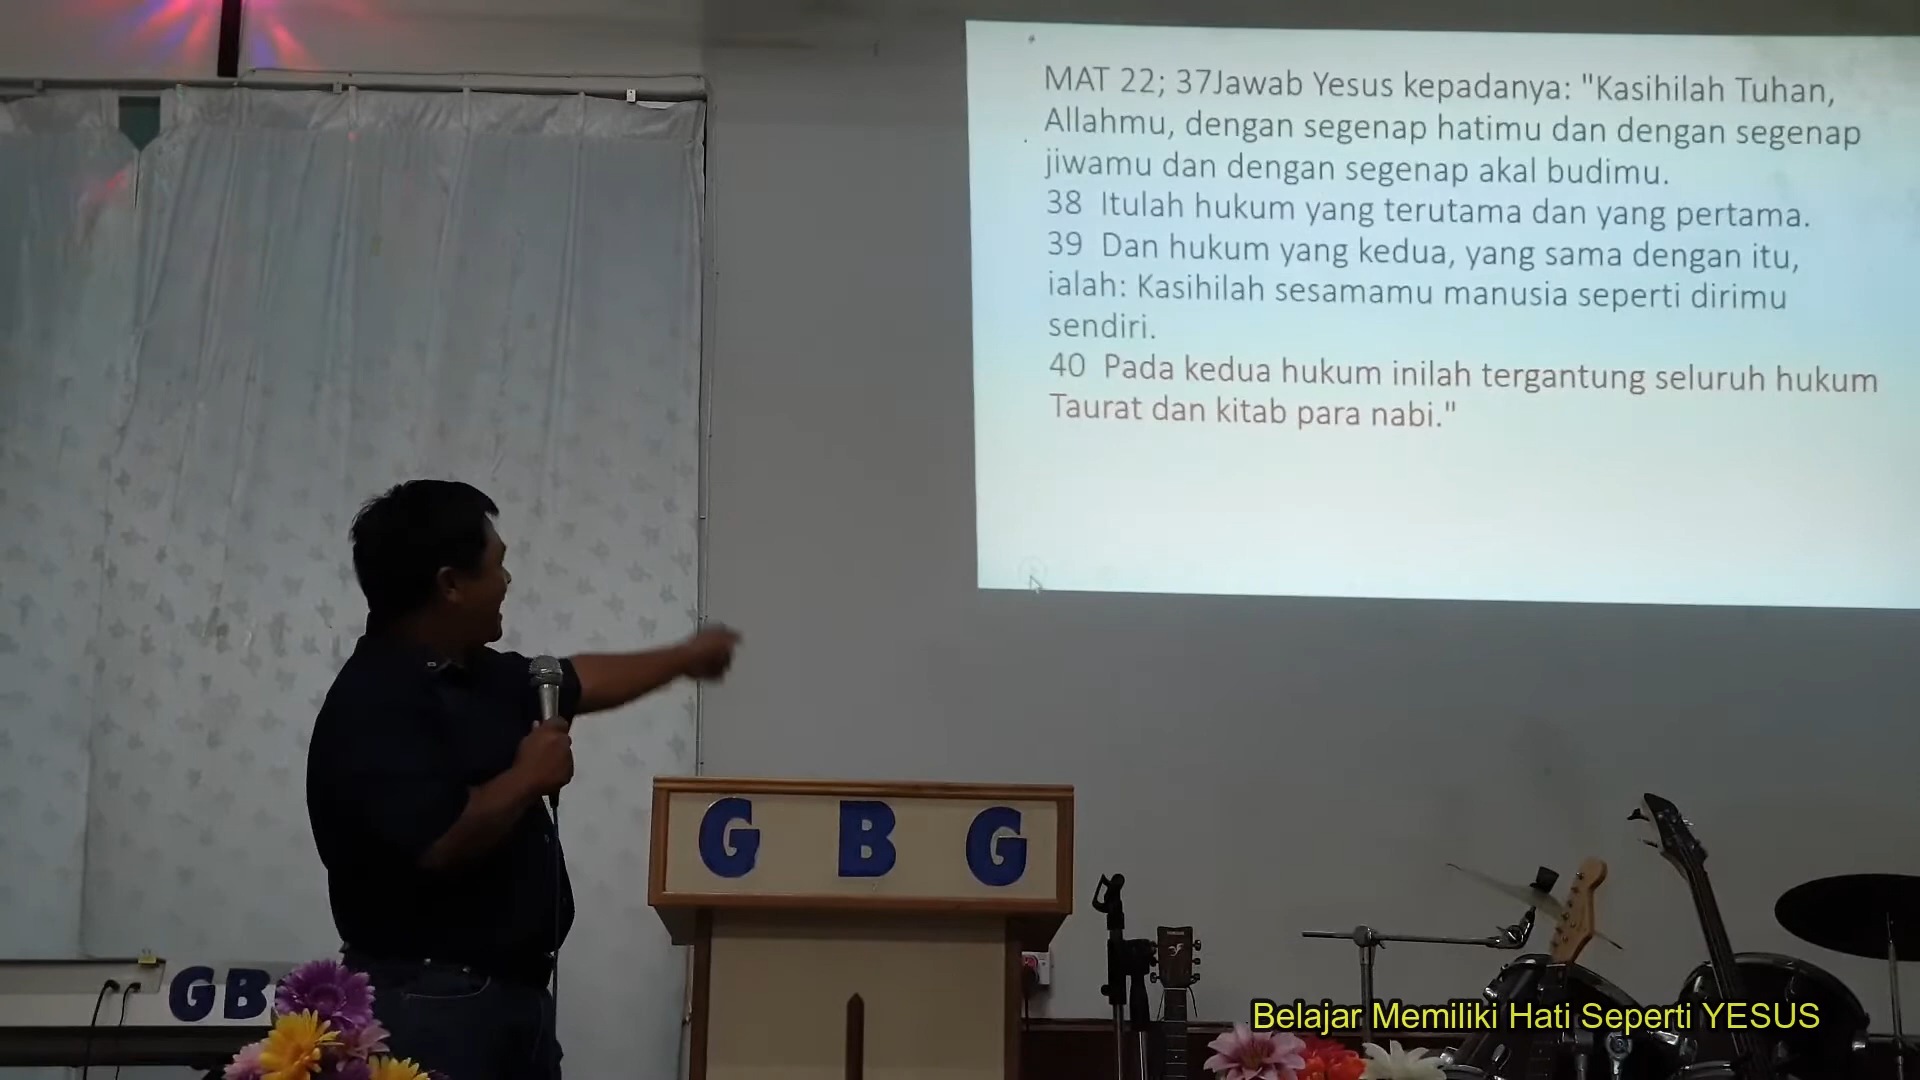 MAT 22; 37Jawab Yesus kepadanya: "Kasihilah Tuhan,
Allahmu, dengan segenap hatimu dan dengan segenap
jiwamu dan dengan segenap akal budimu.
38 Itulah hukum yang terutama dan yang pertama.
39 Dan hukum yang kedua, yang sama dengan itu,
ialah: Kasihilah sesamamu manusia seperti dirimu
sendiri.
40 Pada kedua hukum inilah tergantung seluruh hukum
Taurat dan kitab para nabi."
G B G
GB
Belajar Memiliki Hati Seperti YESUS